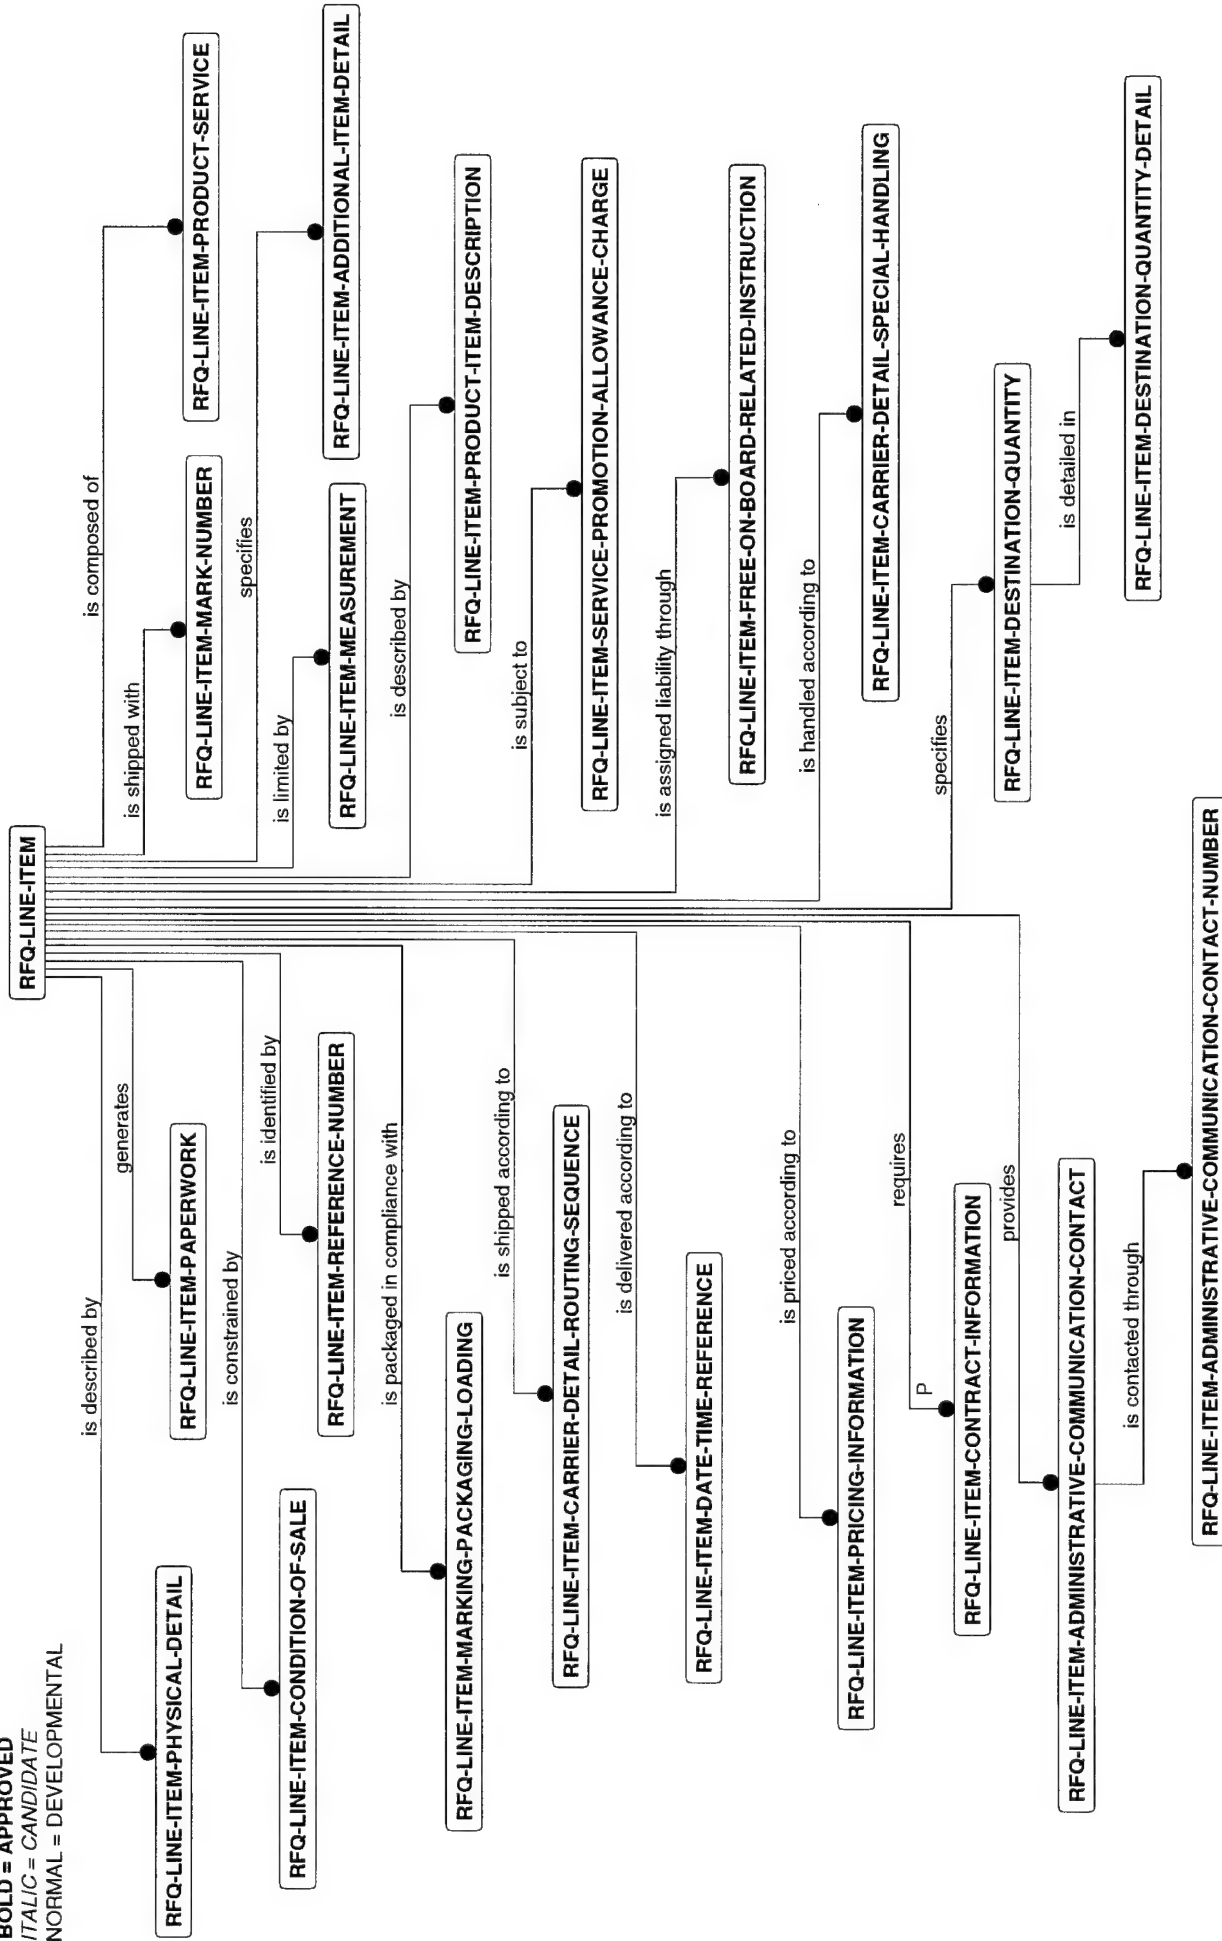 BOLD = APPROVED
ITALIC = CANDIDATE
NORMAL = DEVELOPMENTAL
RFQ-LINE-ITEM
is described by
RFQ-LINE-ITEM-PHYSICAL-DETAIL
generates
RFQ-LINE-ITEM-PAPERWORK
is shipped with
RFQ-LINE-ITEM-MARK-NUMBER
is composed of
RFQ-LINE-ITEM-PRODUCT-SERVICE
is constrained by
RFQ-LINE-ITEM-CONDITION-OF-SALE
is identified by
RFQ-LINE-ITEM-REFERENCE-NUMBER
is limited by
RFQ-LINE-ITEM-MEASUREMENT
specifies
RFQ-LINE-ITEM-ADDITIONAL-ITEM-DETAIL
is packaged in compliance with
RFQ-LINE-ITEM-MARKING-PACKAGING-LOADING
is described by
RFQ-LINE-ITEM-PRODUCT-ITEM-DESCRIPTION
is shipped according to
RFQ-LINE-ITEM-CARRIER-DETAIL-ROUTING-SEQUENCE
is subject to
RFQ-LINE-ITEM-SERVICE-PROMOTION-ALLOWANCE-CHARGE
is delivered according to
RFQ-LINE-ITEM-DATE-TIME-REFERENCE
is assigned liability through
RFQ-LINE-ITEM-FREE-ON-BOARD-RELATED-INSTRUCTION
is priced according to
RFQ-LINE-ITEM-PRICING-INFORMATION
is handled according to
RFQ-LINE-ITEM-CARRIER-DETAIL-SPECIAL-HANDLING
requires
P
RFQ-LINE-ITEM-CONTRACT-INFORMATION
specifies
RFQ-LINE-ITEM-DESTINATION-QUANTITY
provides
RFQ-LINE-ITEM-ADMINISTRATIVE-COMMUNICATION-CONTACT
is detailed in
RFQ-LINE-ITEM-DESTINATION-QUANTITY-DETAIL
is contacted through
RFQ-LINE-ITEM-ADMINISTRATIVE-COMMUNICATION-CONTACT-NUMBER